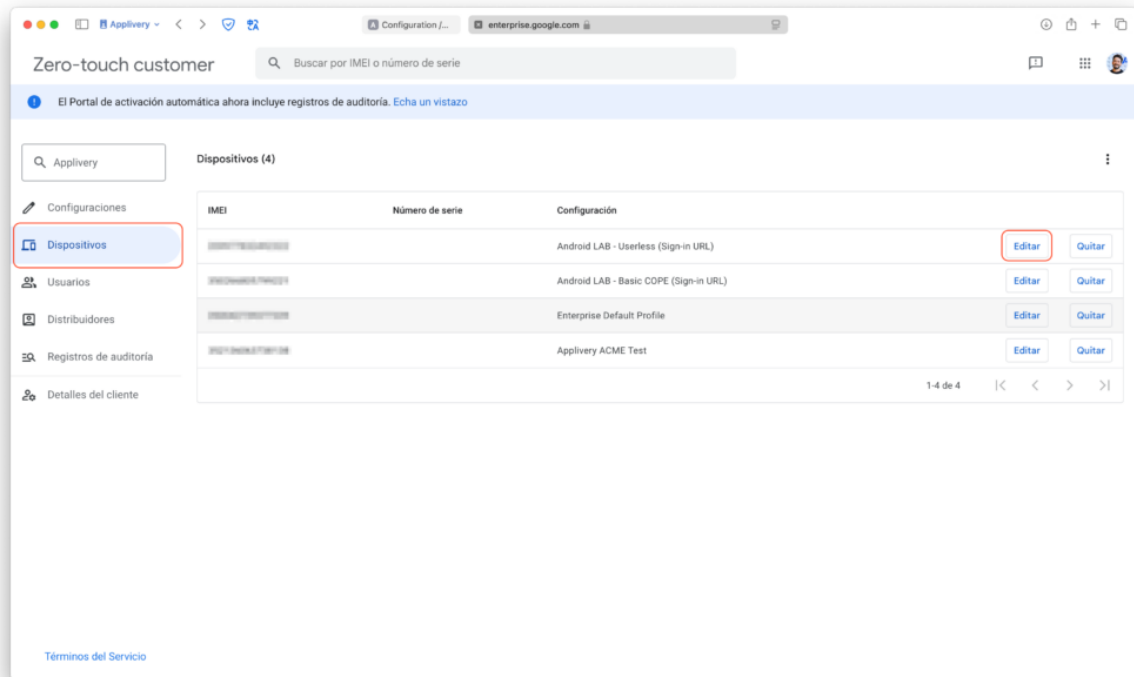 Applivery
Configuration /...
enterprise.google.com
Zero-touch customer
Buscar por IMEI o número de serie
El Portal de activación automática ahora incluye registros de auditoría. Echa un vistazo
Applivery
Dispositivos (4)
Configuraciones
Dispositivos
Usuarios
Distribuidores
Registros de auditoría
Detalles del cliente
IMEI Número de serie Configuración
Android LAB - Userless (Sign-in URL) Editar Quitar
Android LAB - Basic COPE (Sign-in URL) Editar Quitar
Enterprise Default Profile Editar Quitar
Applivery ACME Test Editar Quitar
1-4 de 4
Términos del Servicio